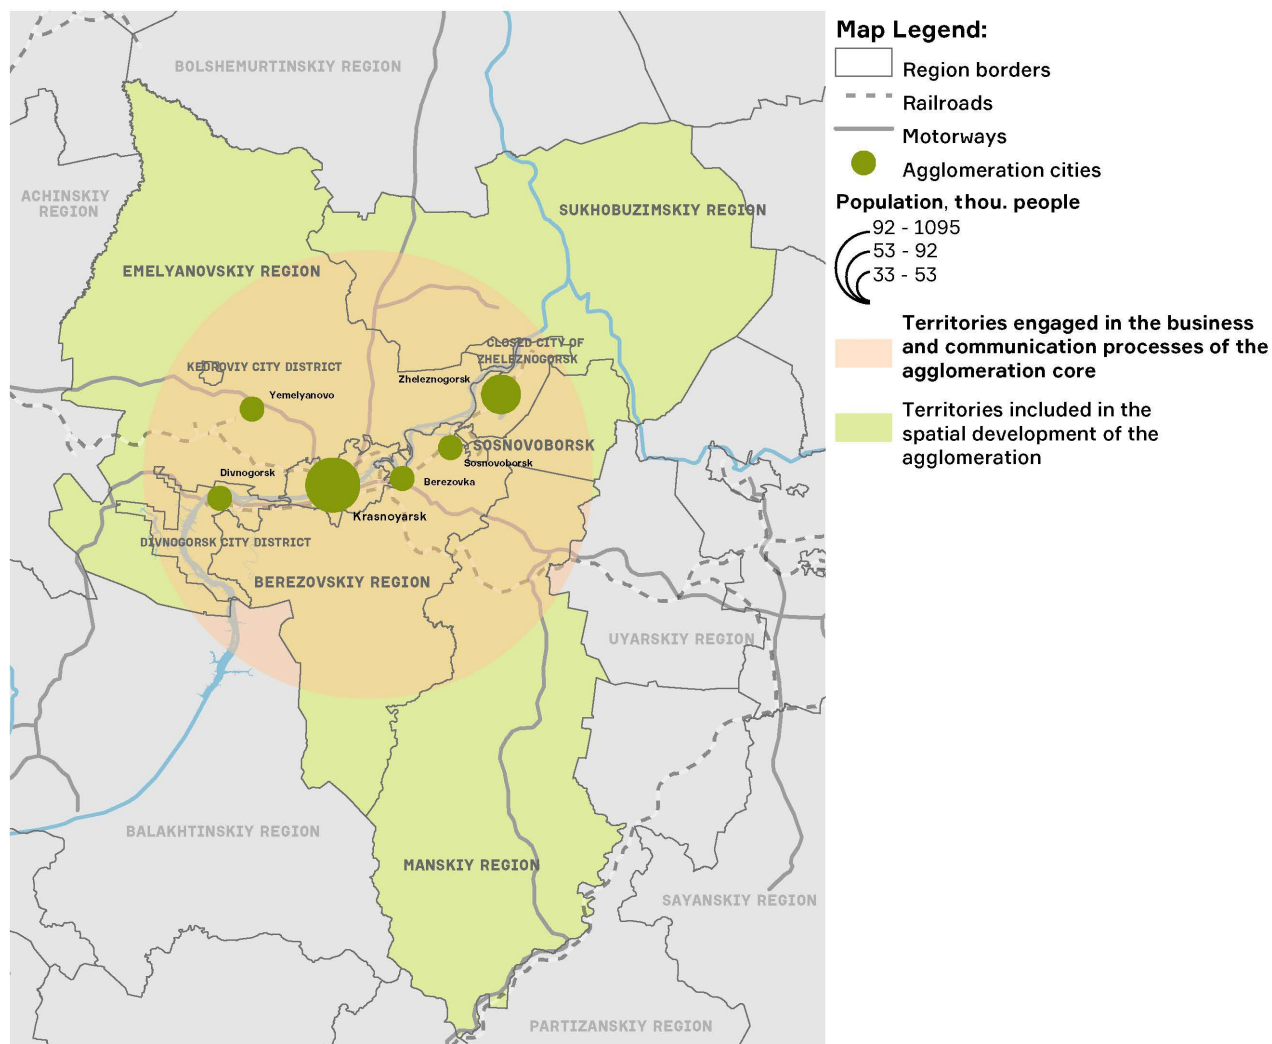 BOLSHEMURTINSKIY REGION
ACHINSKIY
REGION
SUKHOBUZIMSKIY REGION
EMELYANOVSKIY REGION
CLOSED CITY OF
ZHELEZNOGORSK
KEDROVIY CITY DISTRICT
Zheleznogorsk
Yemelyanovo
SOSNOVOBORSK
Sosnovoborsk
Divnogorsk
Berezovka
Krasnoyarsk
DIVNOGORSK CITY DISTRICT
BEREZOVSKIY REGION
UYARSKIY REGION
BALAKHTINSKIY REGION
MANSKIY REGION
SAYANSKIY REGION
PARTIZANSKIY REGION
Map Legend:
Region borders
Railroads
Motorways
Agglomeration cities
Population, thou. people
92 - 1095
53 - 92
33 - 53
Territories engaged in the business
and communication processes of the
agglomeration core
Territories included in the
spatial development of the
agglomeration